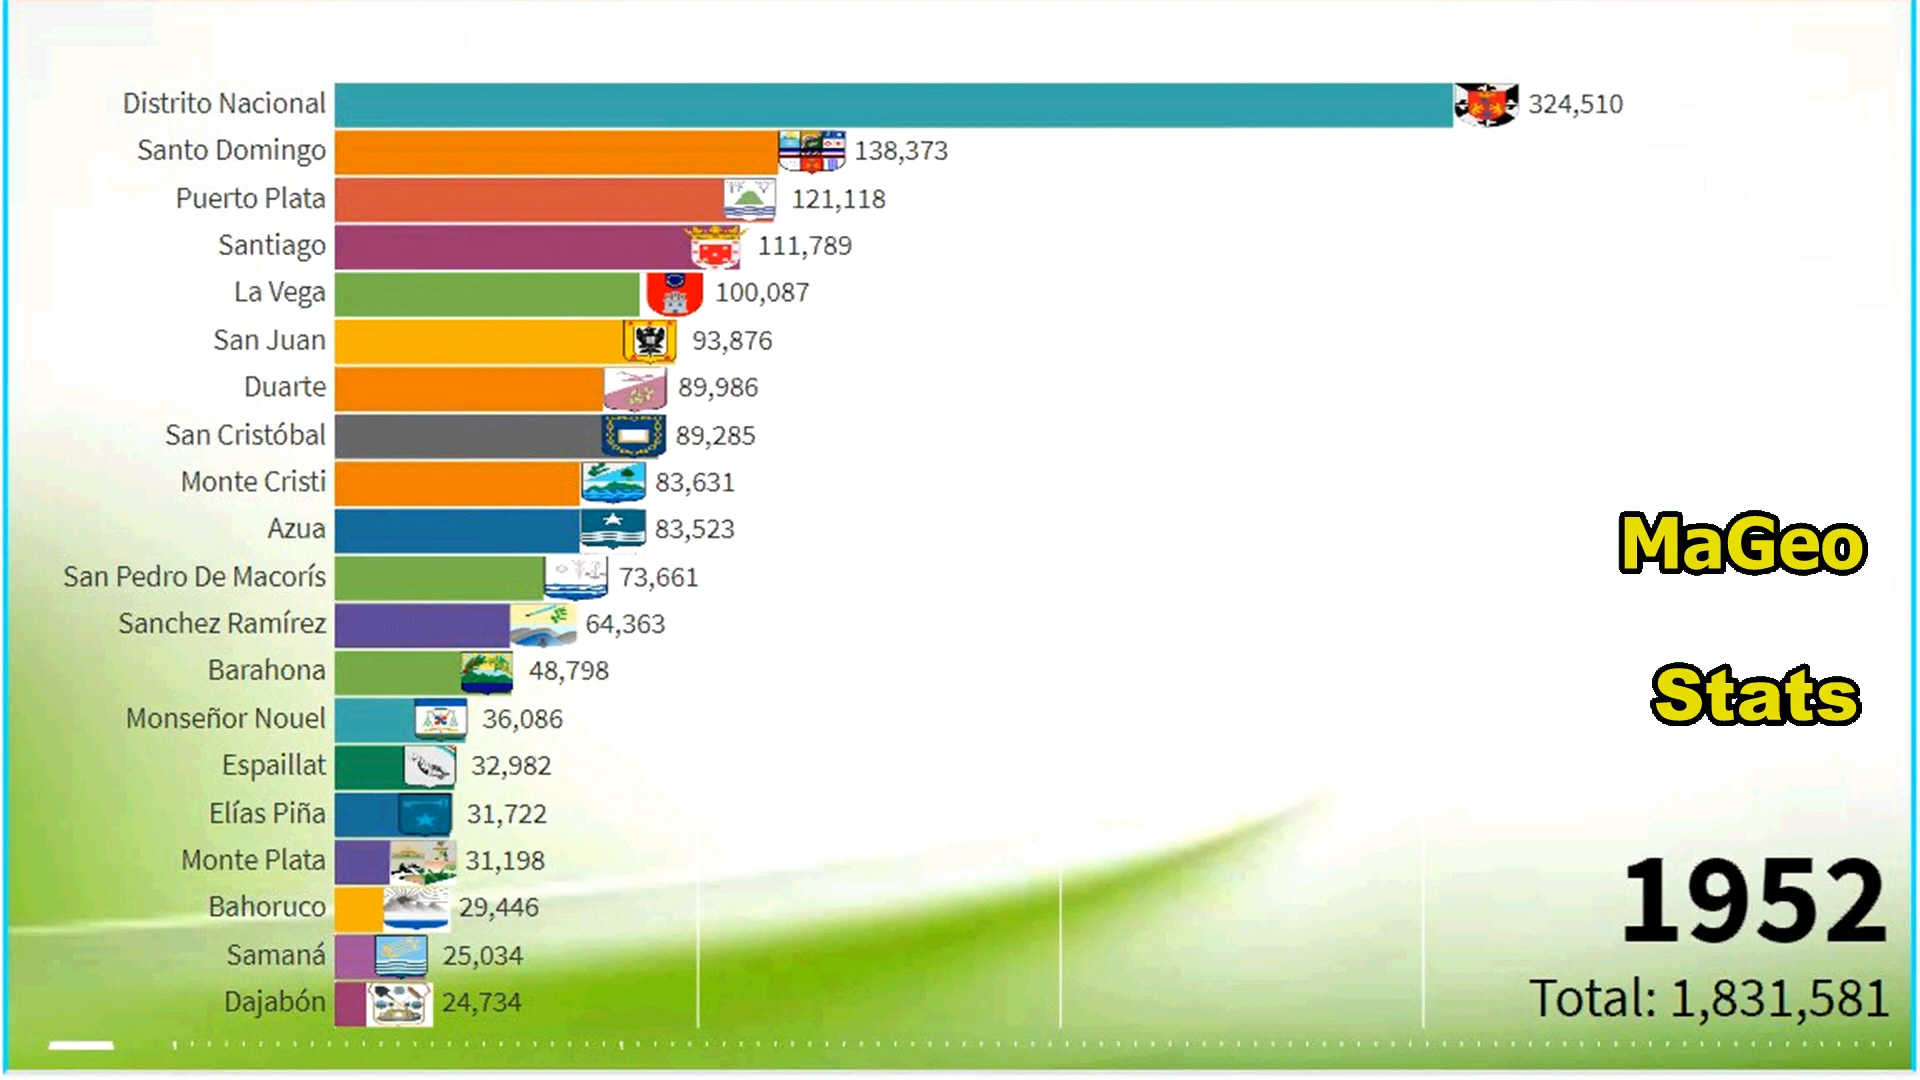 Distrito Nacional 324,510
Santo Domingo 138,373
Puerto Plata 121,118
Santiago 111,789
La Vega 100,087
San Juan 93,876
Duarte 89,986
San Cristóbal 89,285
Monte Cristi 83,631
Azua 83,523
San Pedro De Macorís 73,661
Sanchez Ramírez 64,363
Barahona 48,798
Monseñor Nouel 36,086
Espaillat 32,982
Elías Piña 31,722
Monte Plata 31,198
Bahoruco 29,446
Samaná 25,034
Dajabón 24,734
MaGeo
Stats
1952
Total: 1,831,581